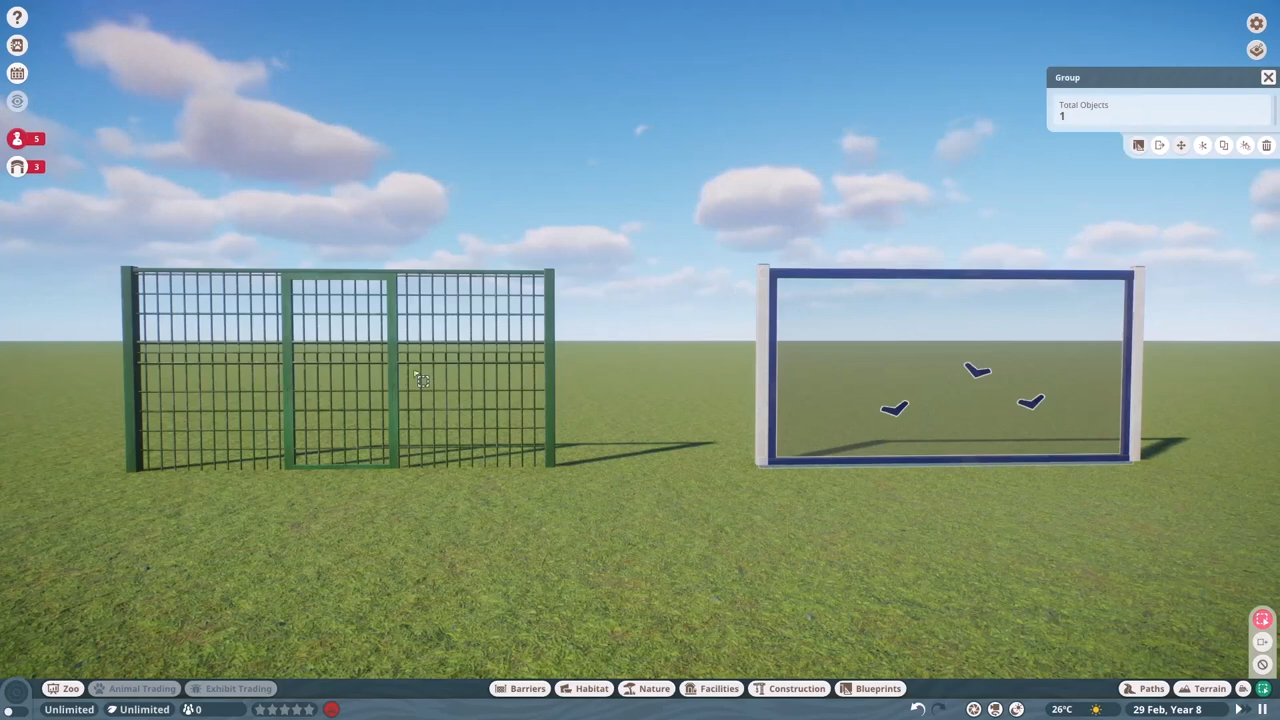 ?
Group
Total Objects
1
5
3
Zoo
Animal Trading
Exhibit Trading
Barriers
Habitat
Nature
Facilities
Construction
Blueprints
Paths
Terrain
Unlimited
Unlimited
0
26°C
29 Feb, Year 8